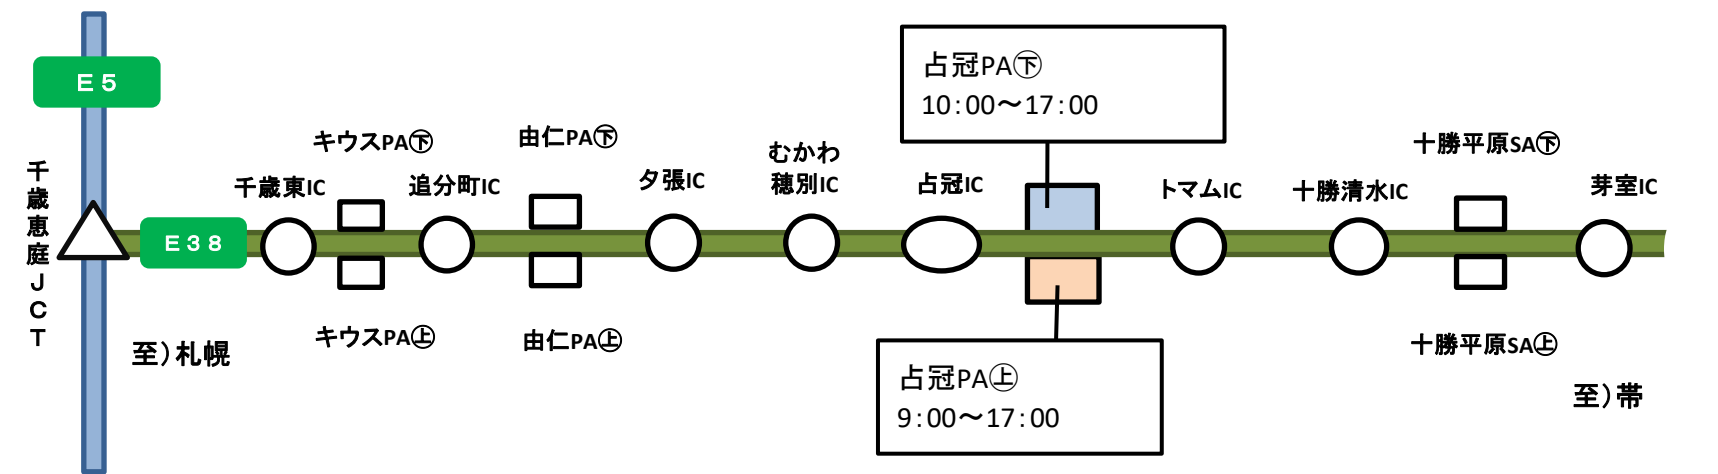 E5
占冠PA㊦
10:00～17:00
キウスPA㊦
由仁PA㊦
むかわ
穂別IC
十勝平原SA㊦
千歳恵庭JCT
千歳東IC
追分町IC
夕張IC
占冠IC
トマムIC
十勝清水IC
芽室IC
E38
キウスPA㊤
由仁PA㊤
十勝平原SA㊤
至）札幌
占冠PA㊤
9:00～17:00
至）帯